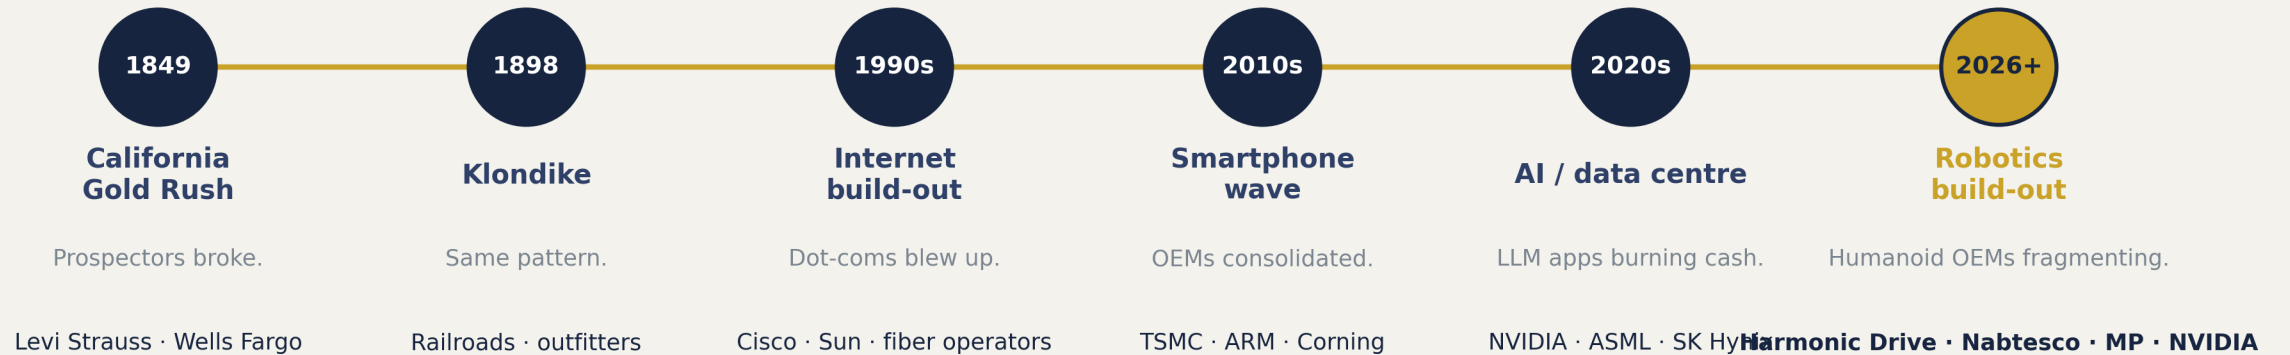 1849
1898
1990s
2010s
2020s
2026+
California
Gold Rush
Klondike
Internet
build-out
Smartphone
wave
AI / data centre
Robotics
build-out
Prospectors broke.
Same pattern.
Dot-coms blew up.
OEMs consolidated.
LLM apps burning cash.
Humanoid OEMs fragmenting.
Levi Strauss · Wells Fargo
Railroads · outfitters
Cisco · Sun · fiber operators
TSMC · ARM · Corning
NVIDIA · ASML · SK Hynix
Harmonic Drive · Nabtesco · MP · NVIDIA